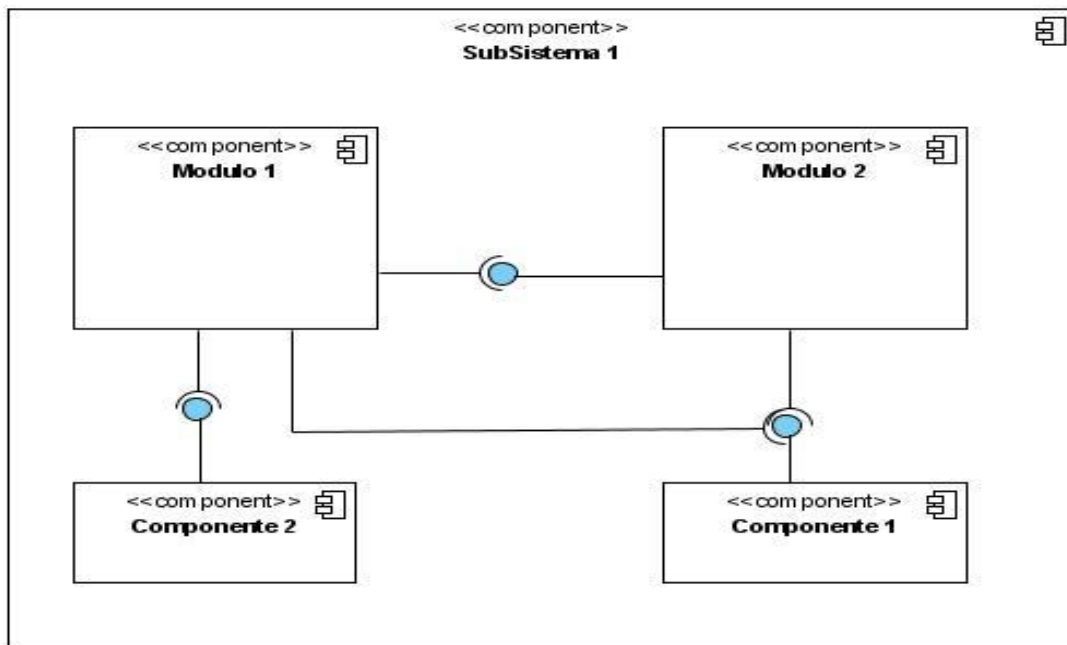 <<component>>
SubSistema 1
<<component>>
Modulo 1
<<component>>
Modulo 2
<<component>>
Componente 2
<<component>>
Componente 1